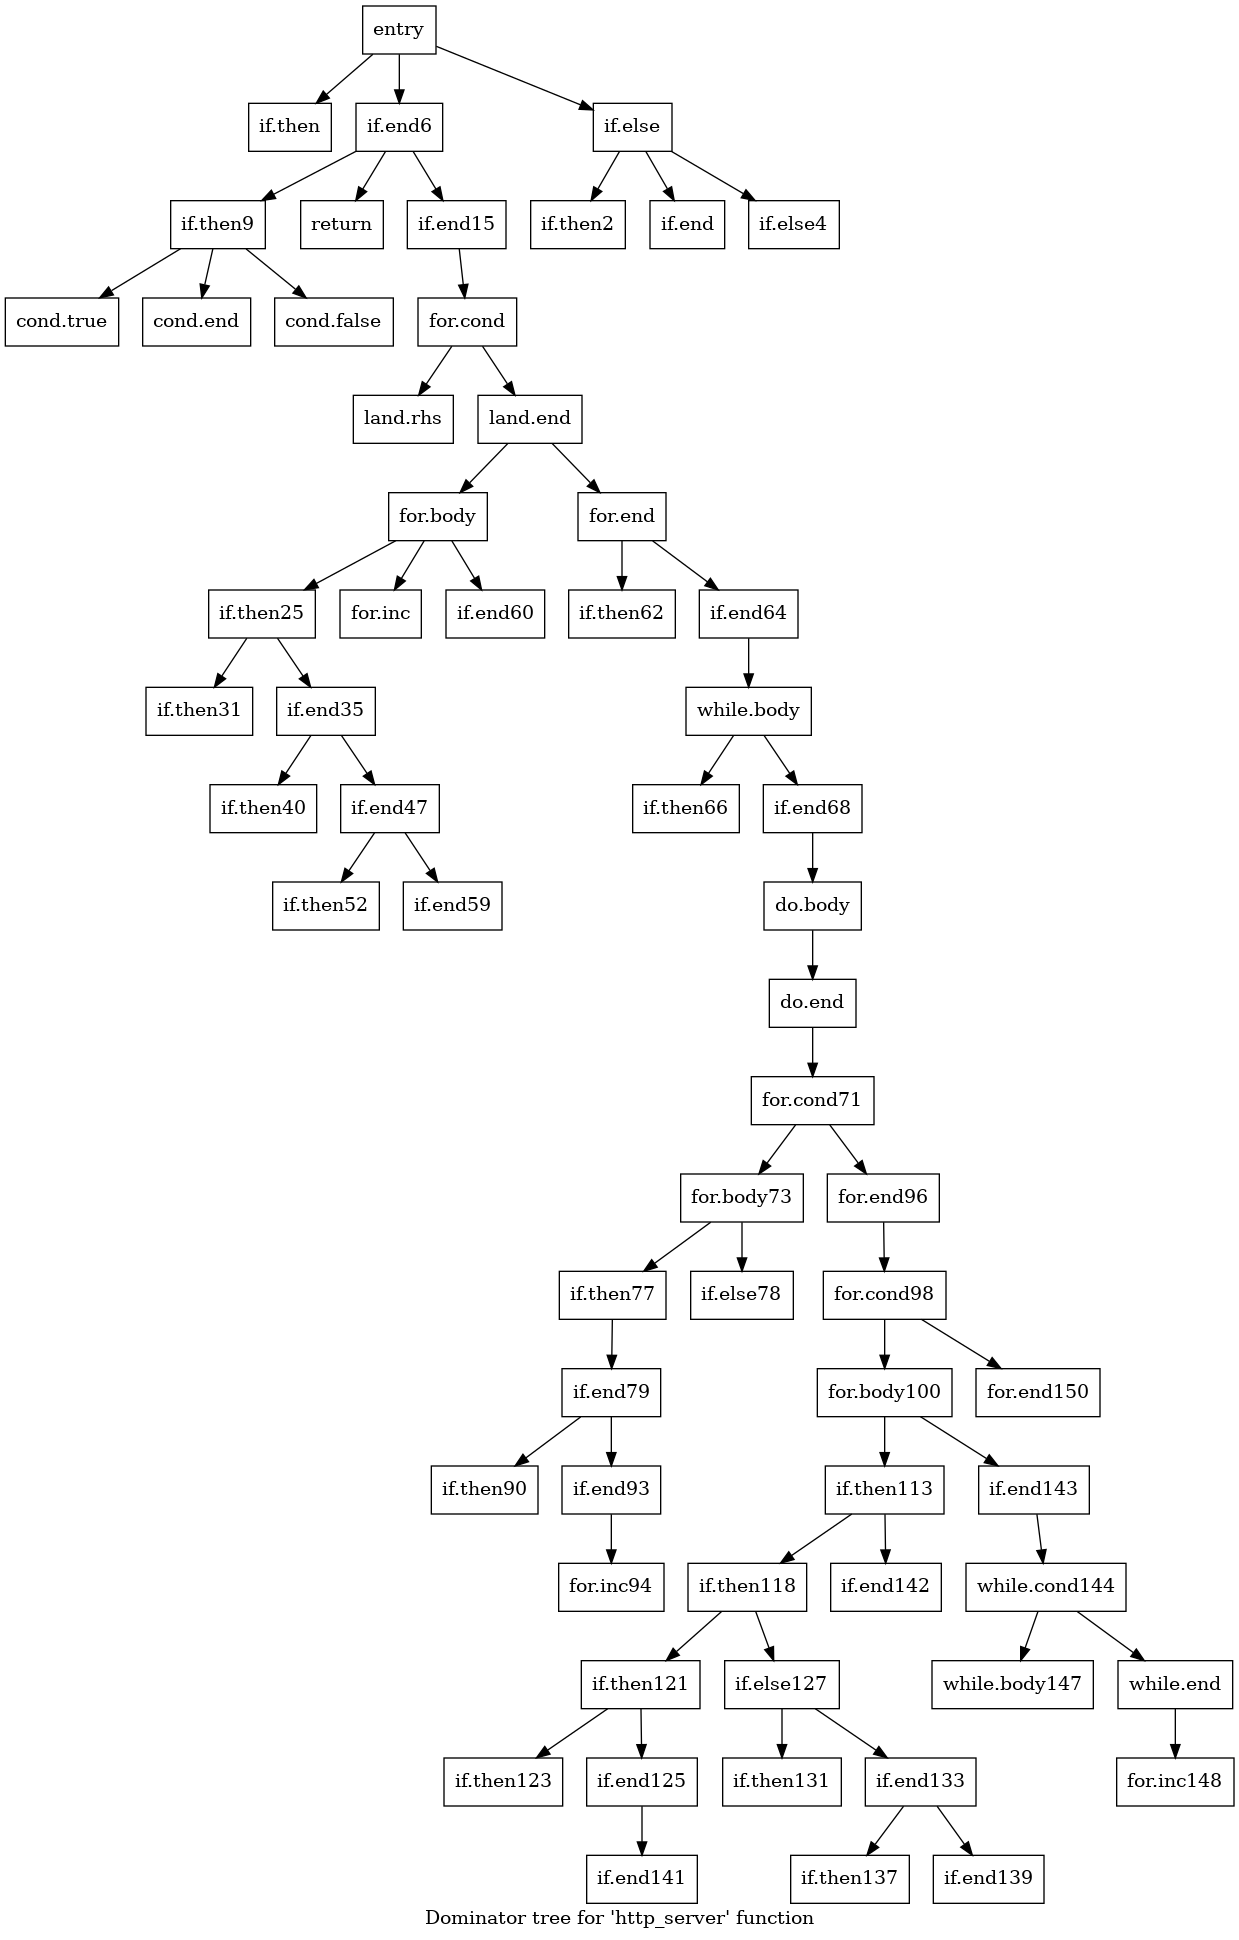 entry
if.then
if.end6
if.else
if.then9
return
if.end15
if.then2
if.end
if.else4
cond.true
cond.end
cond.false
for.cond
land.rhs
land.end
for.body
for.end
if.then25
for.inc
if.end60
if.then62
if.end64
if.then31
if.end35
while.body
if.then40
if.end47
if.then66
if.end68
if.then52
if.end59
do.body
do.end
for.cond71
for.body73
for.end96
if.then77
if.else78
for.cond98
if.end79
for.body100
for.end150
if.then90
if.end93
if.then113
if.end143
for.inc94
if.then118
if.end142
while.cond144
if.then121
if.else127
while.body147
while.end
if.then123
if.end125
if.then131
if.end133
for.inc148
if.end141
if.then137
if.end139
Dominator tree for 'http_server' function